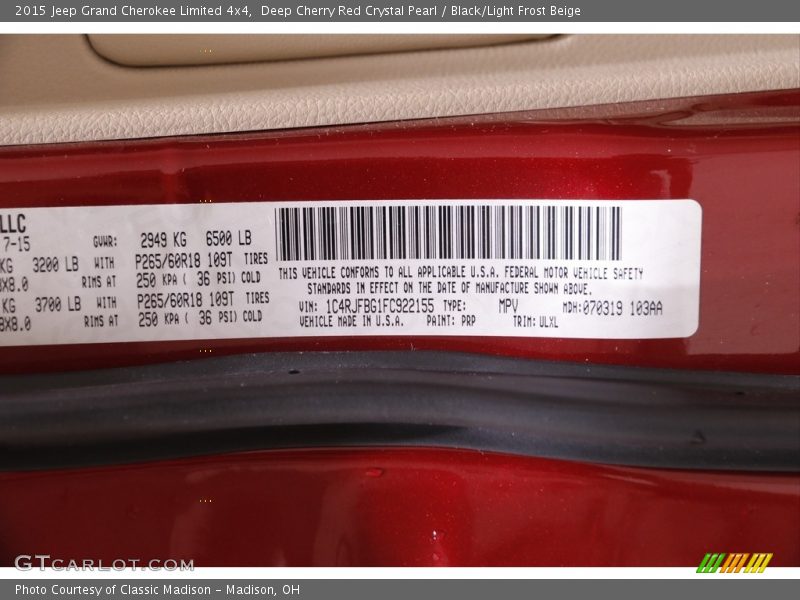 2015 Jeep Grand Cherokee Limited 4x4, Deep Cherry Red Crystal Pearl / Black/Light Frost Beige
LLC
7-15 GVWR: 2949 KG 6500 LB
KG 3200 LB WITH P265/60R18 109T TIRES
X8.0 RIMS AT 250 KPA ( 36 PSI) COLD
KG 3700 LB WITH P265/60R18 109T TIRES
8X8.0 RIMS AT 250 KPA ( 36 PSI) COLD
THIS VEHICLE CONFORMS TO ALL APPLICABLE U.S.A. FEDERAL MOTOR VEHICLE SAFETY
STANDARDS IN EFFECT ON THE DATE OF MANUFACTURE SHOWN ABOVE.
VIN: 1C4RJFBG1FC922155 TYPE: MPV MDH:070319 103AA
VEHICLE MADE IN U.S.A. PAINT: PRP TRIM: ULXL
GTCARLOT.COM
Photo Courtesy of Classic Madison - Madison, OH